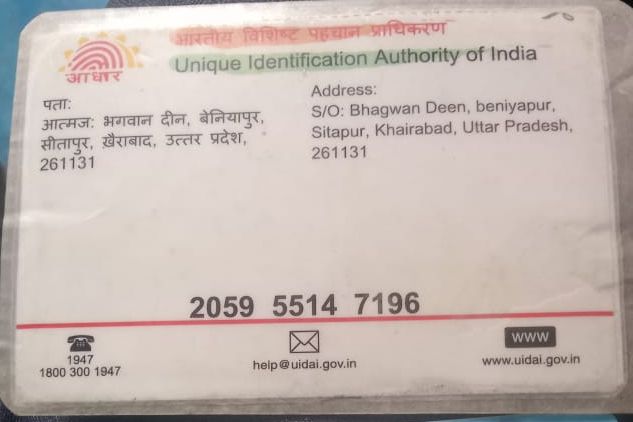 भारतीय विशिष्ट पहचान प्राधिकरण
Unique Identification Authority of India
आधार
पता:
आत्मज: भगवान दीन, बेनियापुर,
सीतापुर, ख़ैराबाद, उत्तर प्रदेश,
261131
Address:
S/O: Bhagwan Deen, beniyapur,
Sitapur, Khairabad, Uttar Pradesh,
261131
2059 5514 7196
1947
1800 300 1947
help@uidai.gov.in
www
www.uidai.gov.in